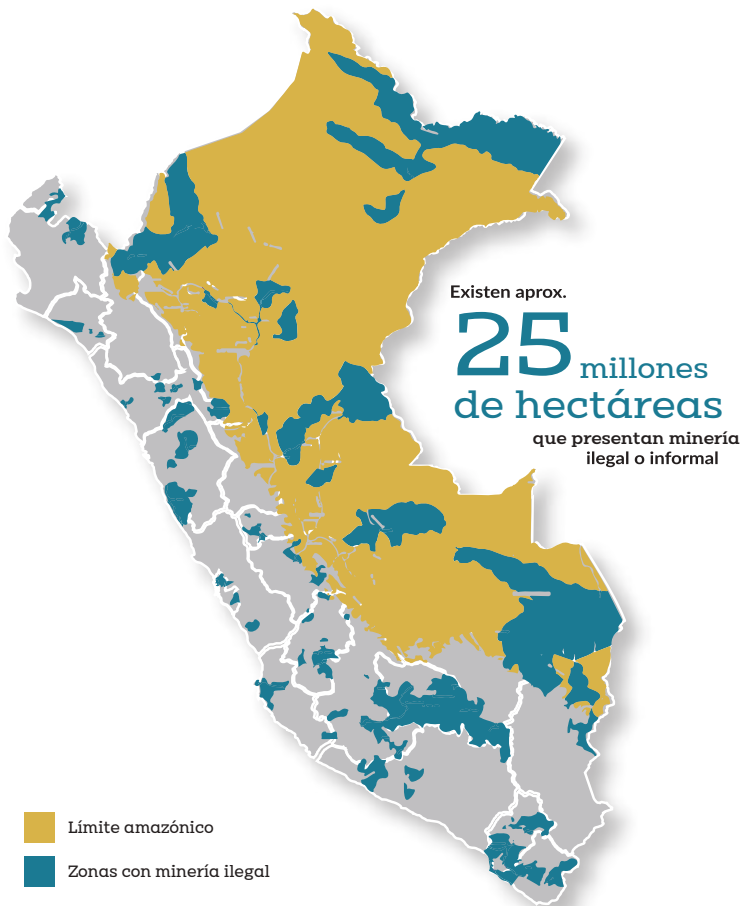 Existen aprox.
25 millones
de hectáreas
que presentan minería
ilegal o informal
Límite amazónico
Zonas con minería ilegal